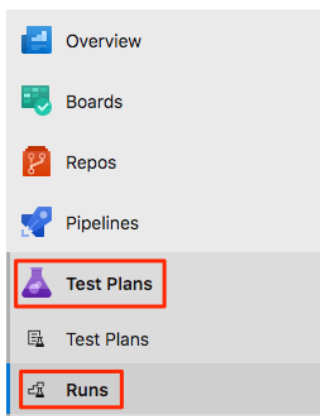 Overview
Boards
Repos
Pipelines
Test Plans
Test Plans
Runs